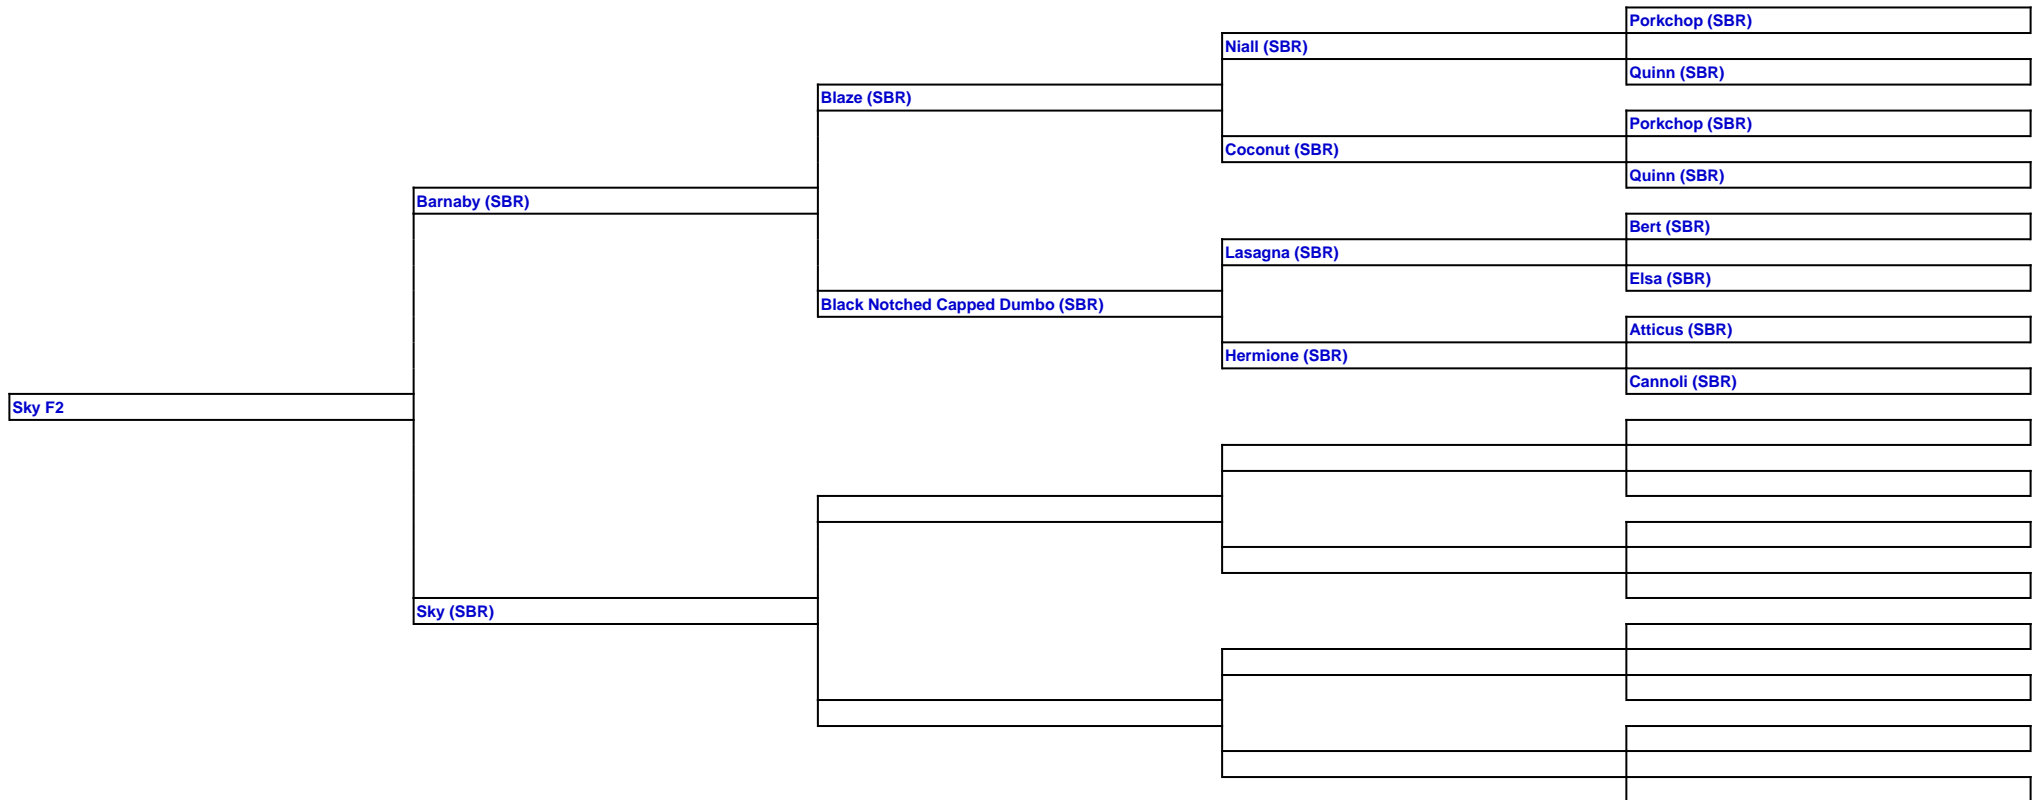 Porkchop (SBR)
Niall (SBR)
Quinn (SBR)
Blaze (SBR)
Porkchop (SBR)
Coconut (SBR)
Quinn (SBR)
Barnaby (SBR)
Bert (SBR)
Lasagna (SBR)
Elsa (SBR)
Black Notched Capped Dumbo (SBR)
Atticus (SBR)
Hermione (SBR)
Cannoli (SBR)
Sky F2
Sky (SBR)